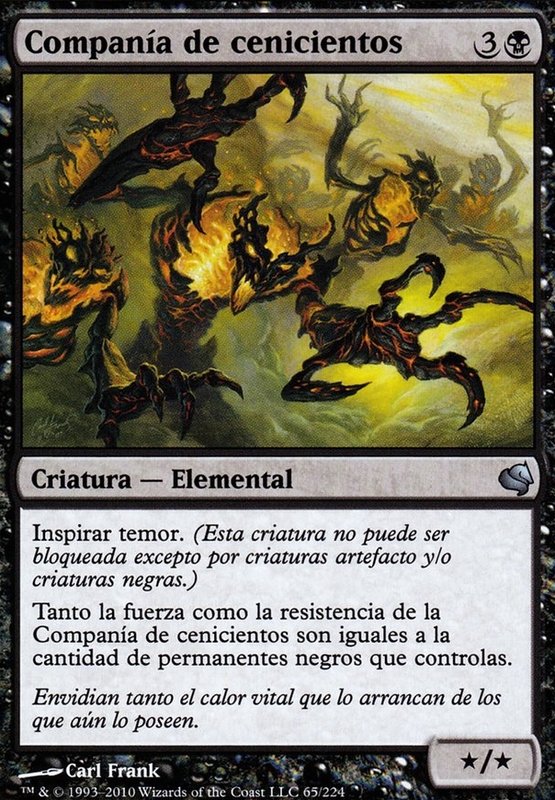 Companía de cenicientos 3
Criatura — Elemental
Inspirar temor. (Esta criatura no puede ser
bloqueada excepto por criaturas artefacto y/o
criaturas negras.)
Tanto la fuerza como la resistencia de la
Companía de cenicientos son iguales a la
cantidad de permanentes negros que controlas.
Envidian tanto el calor vital que lo arrancan de los
que aún lo poseen.
★/★
Carl Frank
™ & © 1993–2010 Wizards of the Coast LLC 65/224